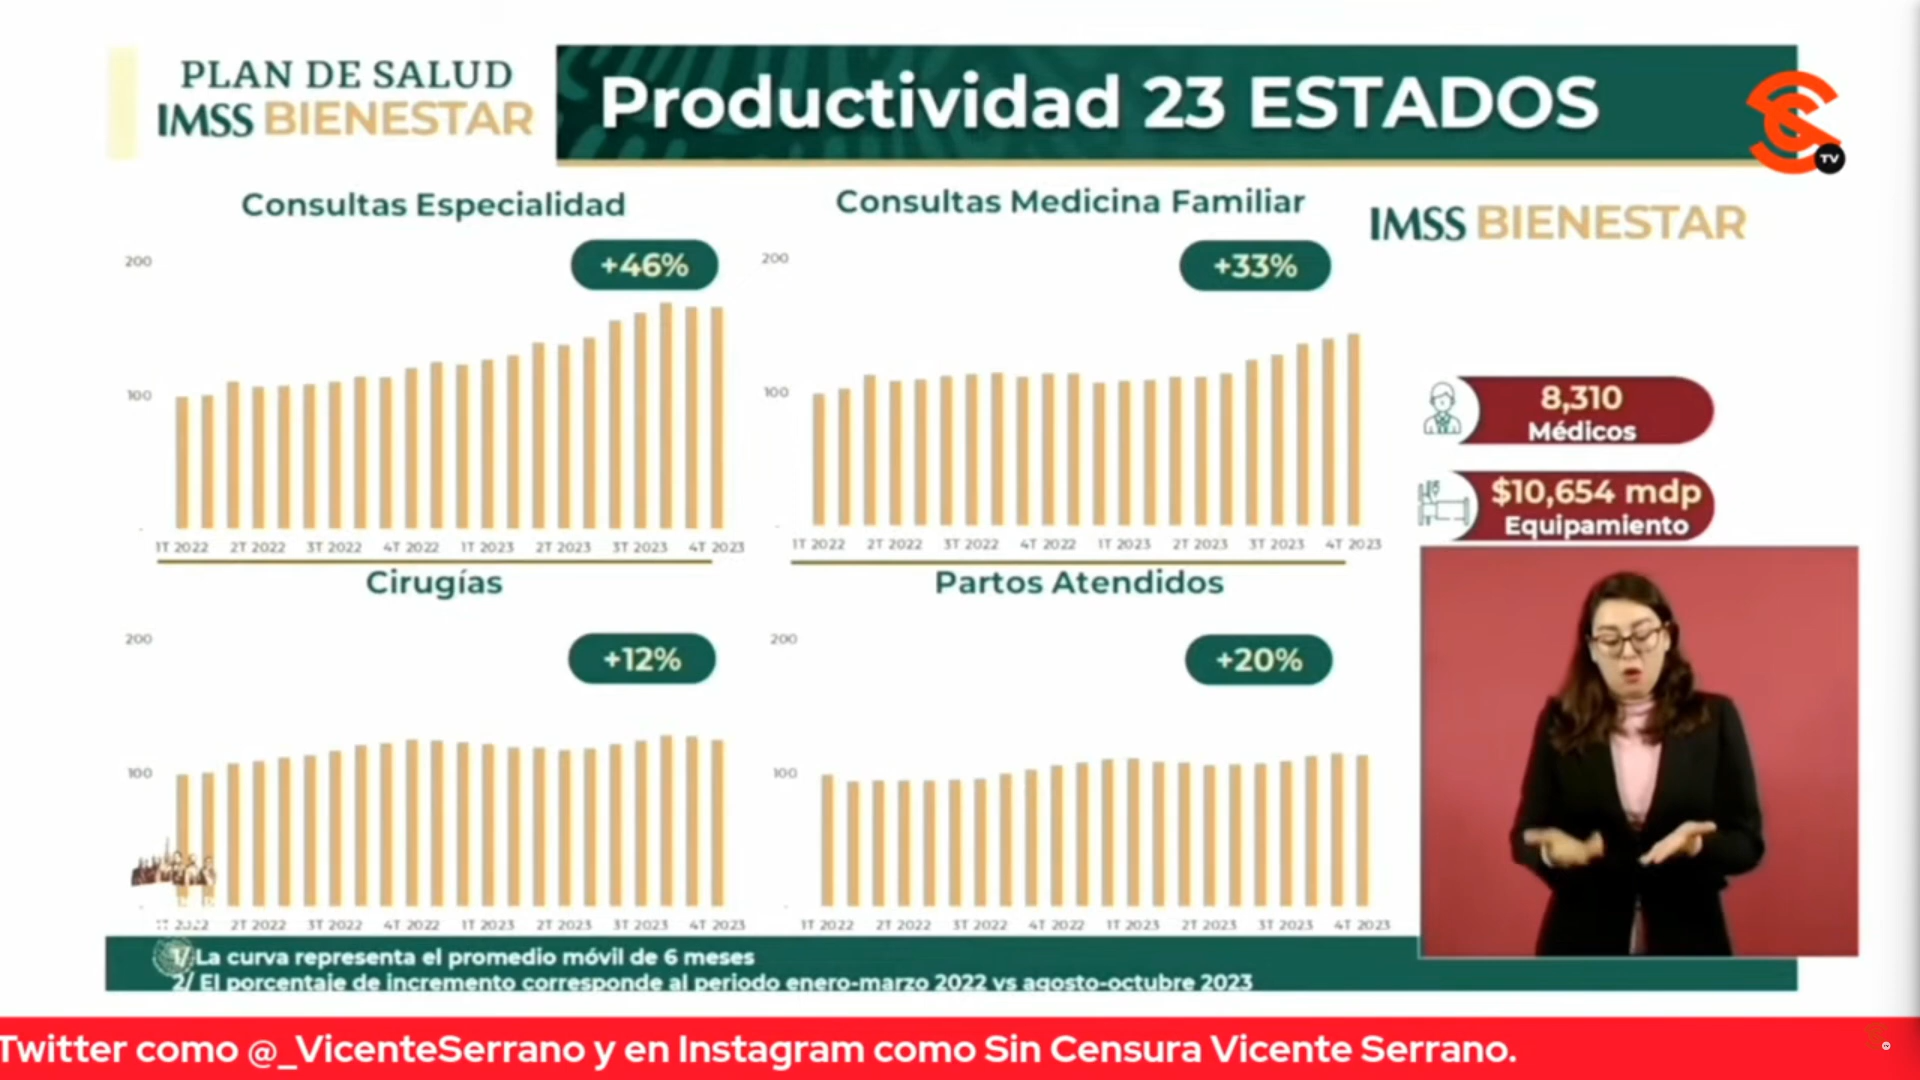 PLAN DE SALUD
IMSS BIENESTAR
Productividad 23 ESTADOS
TV
Consultas Especialidad
+46%
200
100
-
1T 2022 2T 2022 3T 2022 4T 2022 1T 2023 2T 2023 3T 2023 4T 2023
Consultas Medicina Familiar
+33%
200
100
-
1T 2022 2T 2022 3T 2022 4T 2022 1T 2023 2T 2023 3T 2023 4T 2023
IMSS BIENESTAR
8,310
Médicos
$10,654 mdp
Equipamiento
Cirugías
+12%
200
100
-
1T 2022 2T 2022 3T 2022 4T 2022 1T 2023 2T 2023 3T 2023 4T 2023
Partos Atendidos
+20%
200
100
-
1T 2022 2T 2022 3T 2022 4T 2022 1T 2023 2T 2023 3T 2023 4T 2023
1/ La curva representa el promedio móvil de 6 meses
2/ El porcentaje de incremento corresponde al periodo enero-marzo 2022 vs agosto-octubre 2023
Twitter como @_VicenteSerrano y en Instagram como Sin Censura Vicente Serrano.